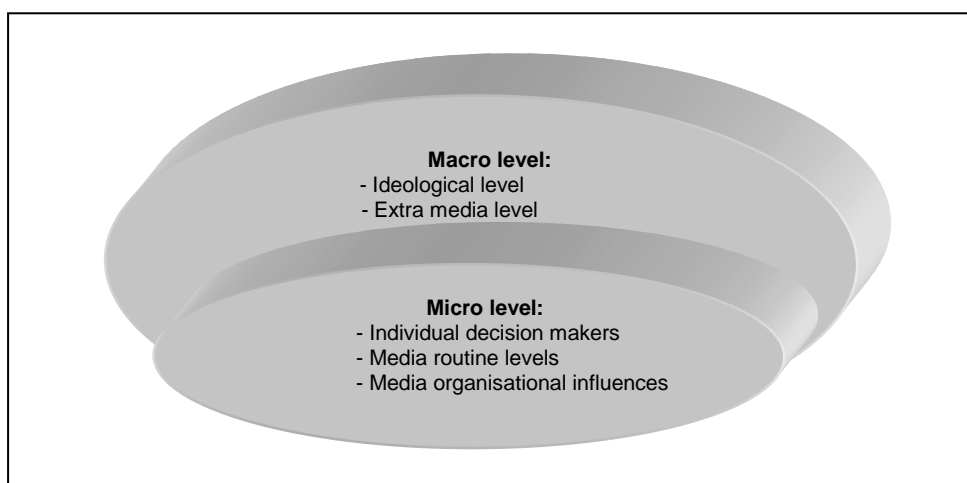 Macro level:
- Ideological level
- Extra media level
Micro level:
- Individual decision makers
- Media routine levels
- Media organisational influences